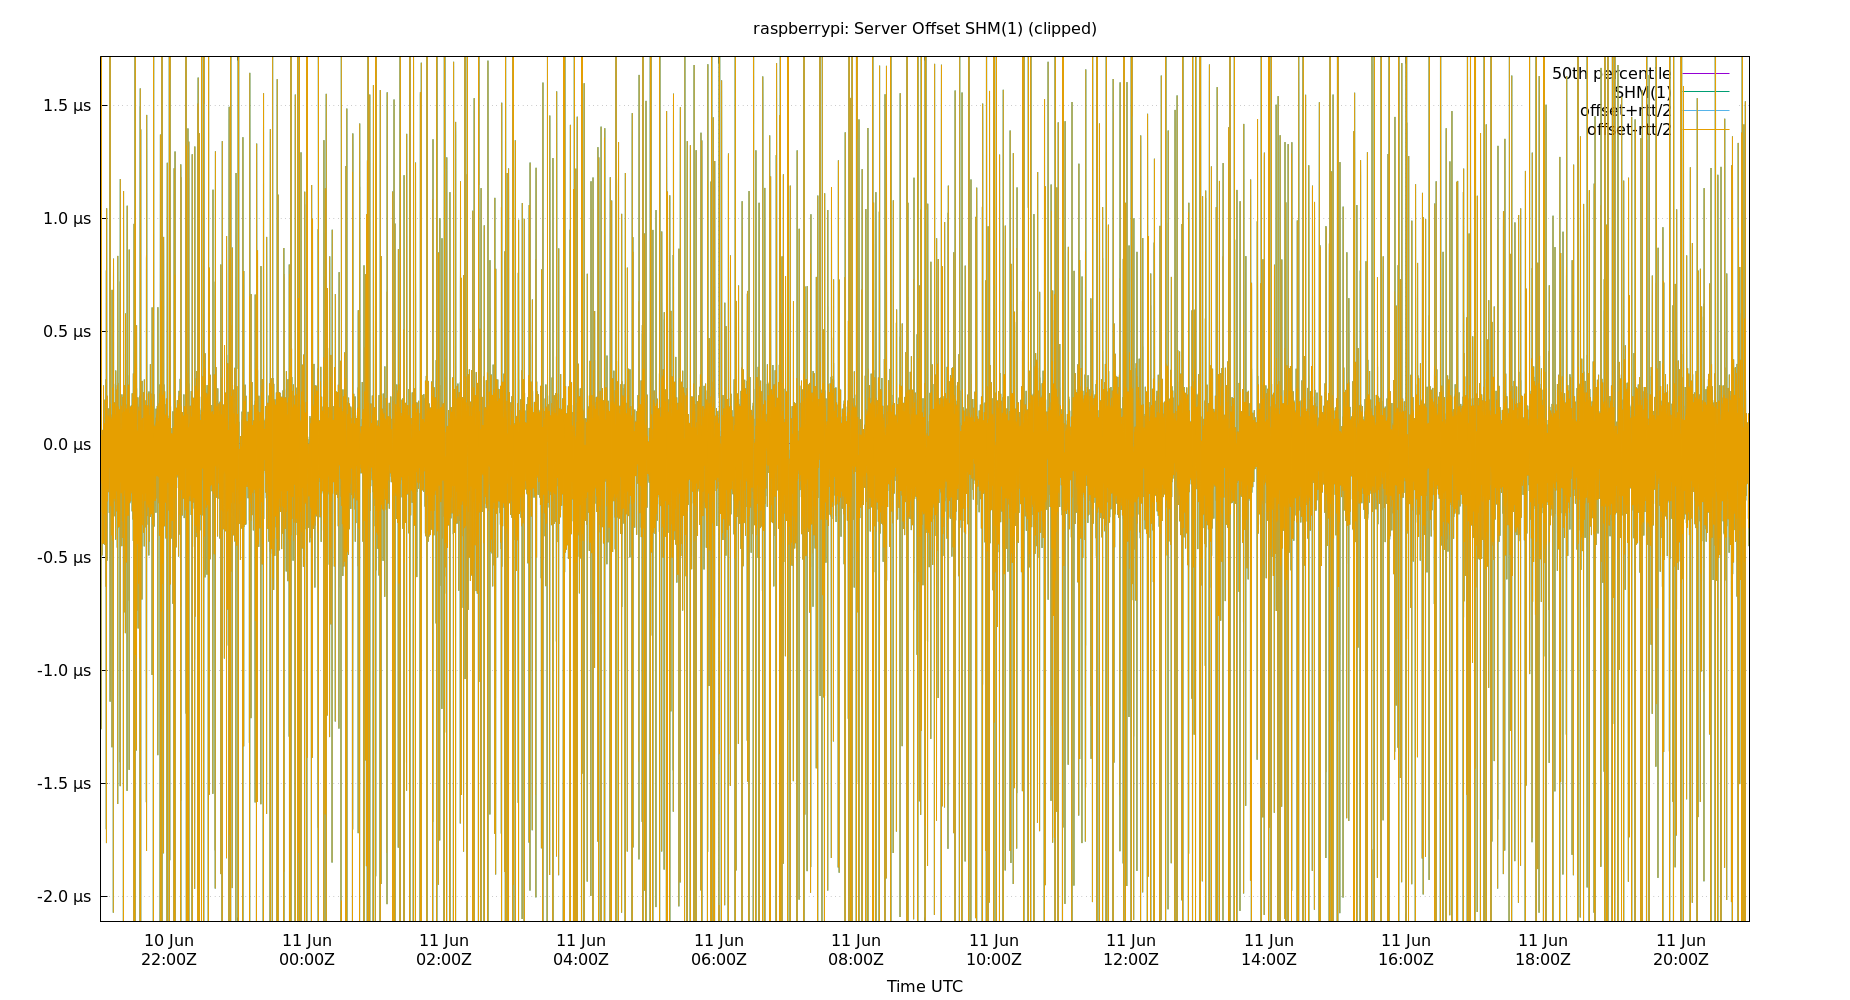 raspberrypi: Server Offset SHM(1) (clipped)
50th percentile
SHM(1)
offset+rtt/2
offset-rtt/2
1.5 μs
1.0 μs
0.5 μs
0.0 μs
-0.5 μs
-1.0 μs
-1.5 μs
-2.0 μs
10 Jun 11 Jun 11 Jun 11 Jun 11 Jun 11 Jun 11 Jun 11 Jun 11 Jun 11 Jun 11 Jun 11 Jun
22:00Z 00:00Z 02:00Z 04:00Z 06:00Z 08:00Z 10:00Z 12:00Z 14:00Z 16:00Z 18:00Z 20:00Z
Time UTC